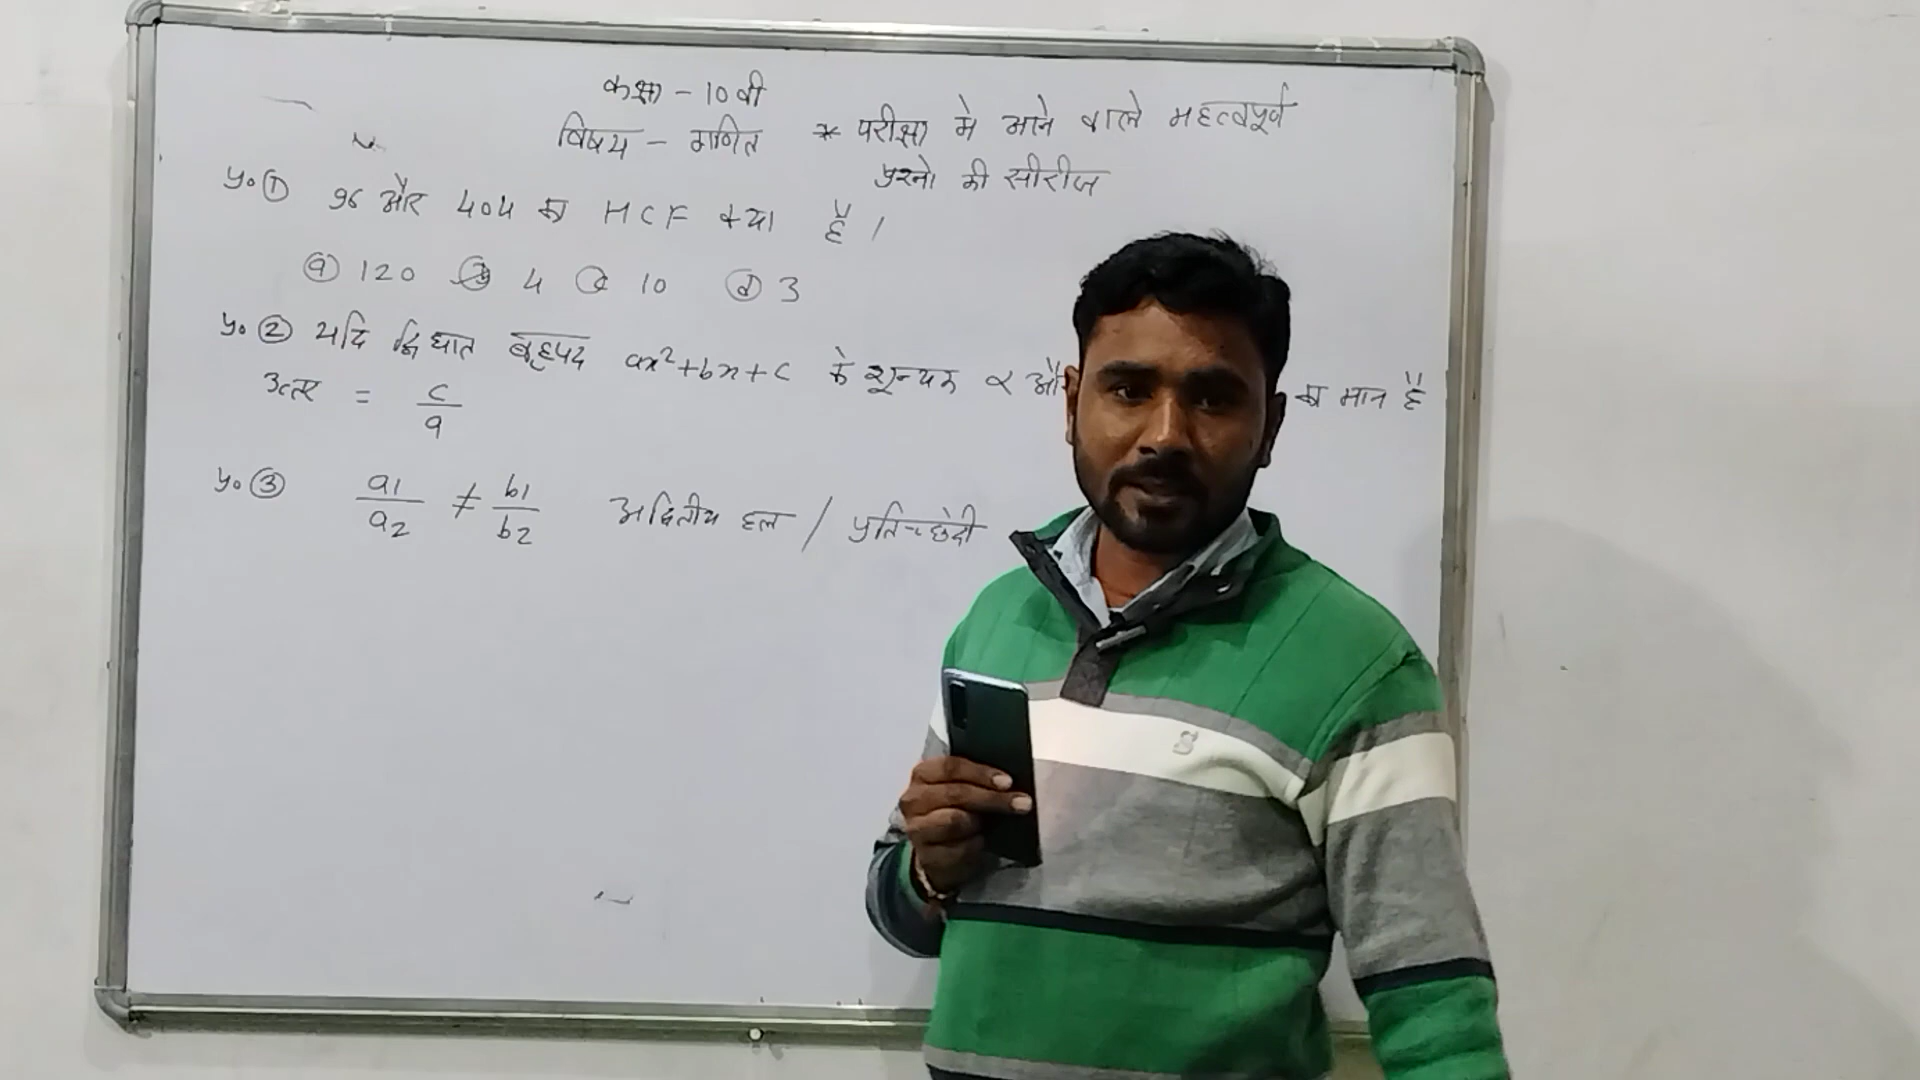 कक्षा - 10 वी
विषय - गणित * परीक्षा मे आने वाले महत्वपूर्ण
प्रश्नो की सीरीज
प्र० ① 96 और 404 का HCF क्या है।
ⓐ 120 ⓑ 4 ⓒ 10 ⓓ 3
प्र० ② यदि द्विघात बहुपद ax²+bx+c के शून्यक α और का मान है
उत्तर = c/a
प्र० ③ a1/a2 ≠ b1/b2 अद्वितीय हल / प्रतिच्छेदी